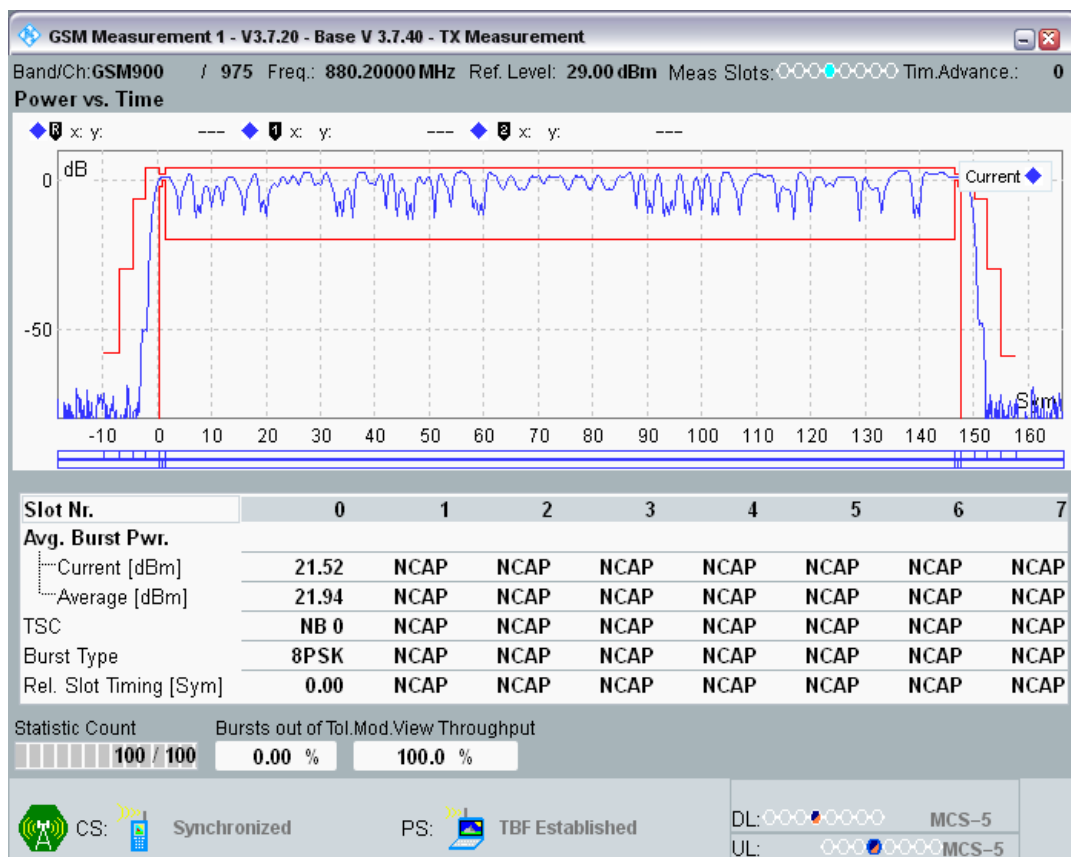 GSM Measurement 1 - V3.7.20 - Base V 3.7.40 - TX Measurement
Band/Ch:GSM900 / 975 Freq.: 880.20000 MHz Ref. Level: 29.00 dBm Meas Slots: Tim.Advance.: 0
Power vs. Time
R x: y: --- 1 x: y: --- 2 x: y: ---
dB
0
Current
-50
Sym
-10 0 10 20 30 40 50 60 70 80 90 100 110 120 130 140 150 160
Slot Nr. 0 1 2 3 4 5 6 7
Avg. Burst Pwr.
Current [dBm] 21.52 NCAP NCAP NCAP NCAP NCAP NCAP NCAP
Average [dBm] 21.94 NCAP NCAP NCAP NCAP NCAP NCAP NCAP
TSC NB 0 NCAP NCAP NCAP NCAP NCAP NCAP NCAP
Burst Type 8PSK NCAP NCAP NCAP NCAP NCAP NCAP NCAP
Rel. Slot Timing [Sym] 0.00 NCAP NCAP NCAP NCAP NCAP NCAP NCAP
Statistic Count Bursts out of Tol. Mod.View Throughput
100 / 100 0.00 % 100.0 %
CS: Synchronized PS: TBF Established DL: MCS-5
UL: MCS-5